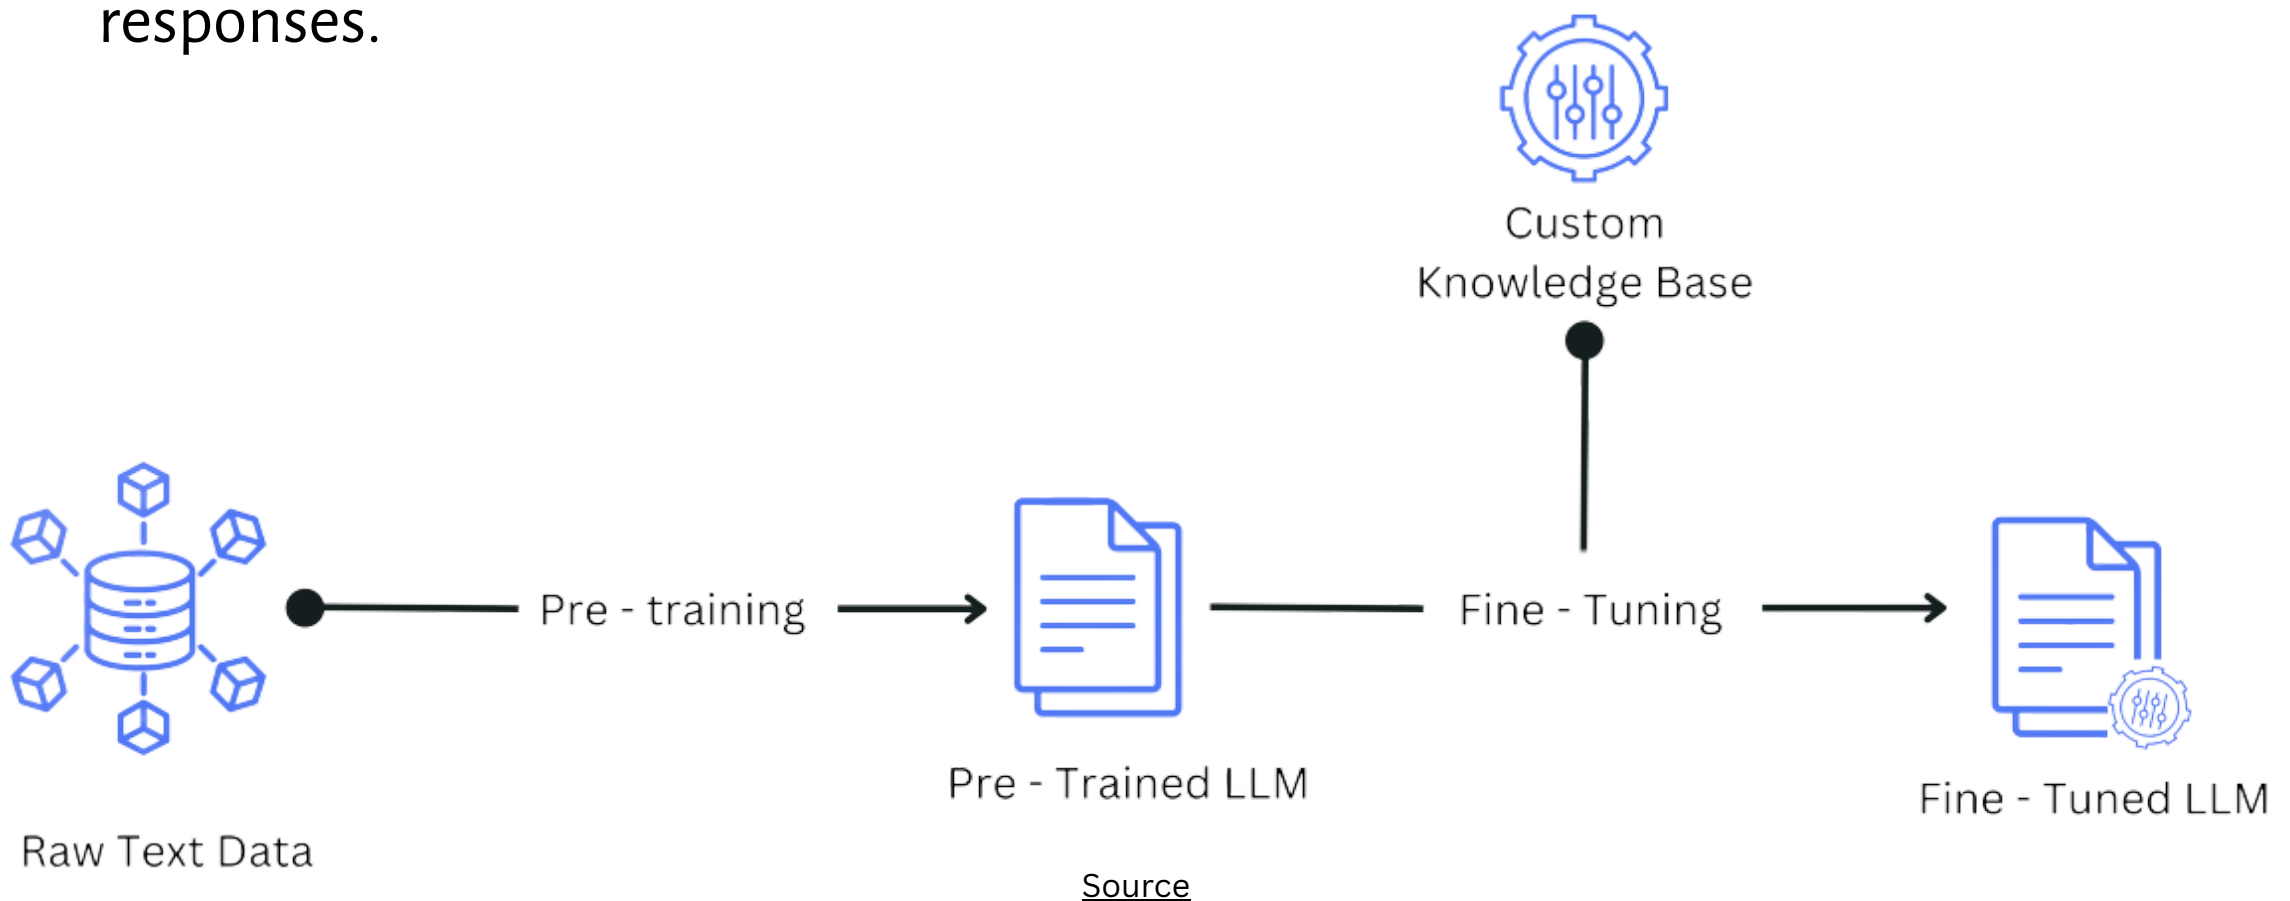 responses.
Custom
Knowledge Base
Pre - training
Fine - Tuning
Pre - Trained LLM
Fine - Tuned LLM
Raw Text Data
Source